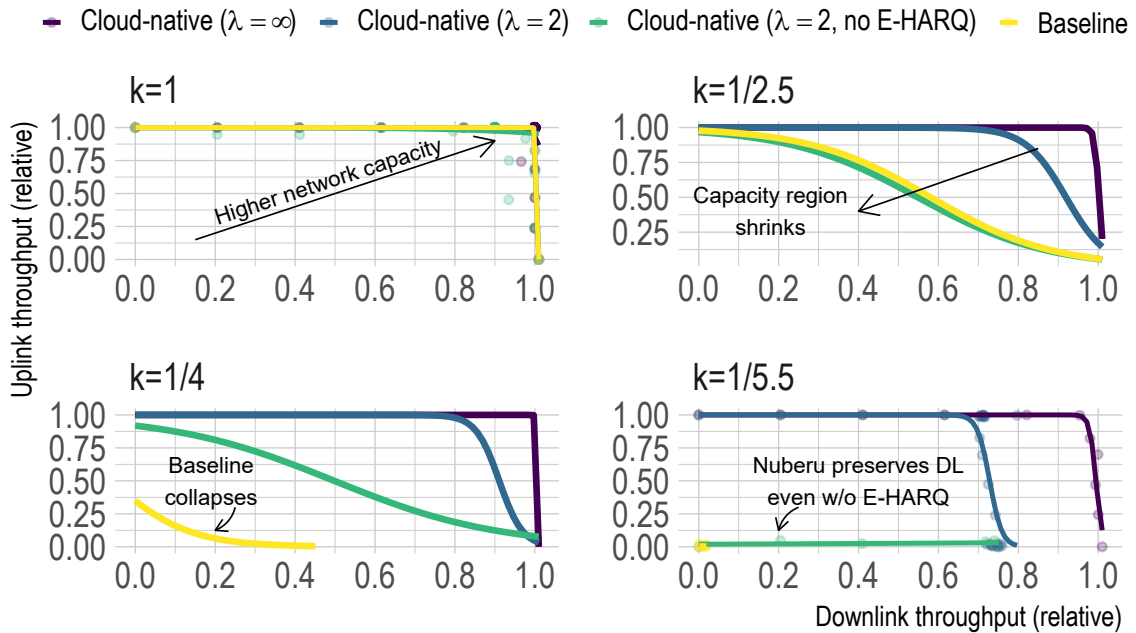 Cloud-native (λ = ∞) Cloud-native (λ = 2) Cloud-native (λ = 2, no E-HARQ) Baseline
k=1
1.00
0.75
0.50
0.25
0.00
Higher network capacity
0.0 0.2 0.4 0.6 0.8 1.0
k=1/2.5
1.00
0.75
0.50
0.25
Capacity region
shrinks
0.0 0.2 0.4 0.6 0.8 1.0
Uplink throughput (relative)
k=1/4
1.00
0.75
0.50
0.25
0.00
Baseline
collapses
0.0 0.2 0.4 0.6 0.8 1.0
k=1/5.5
1.00
0.75
0.50
0.25
0.00
Nuberu preserves DL
even w/o E-HARQ
0.0 0.2 0.4 0.6 0.8 1.0
Downlink throughput (relative)